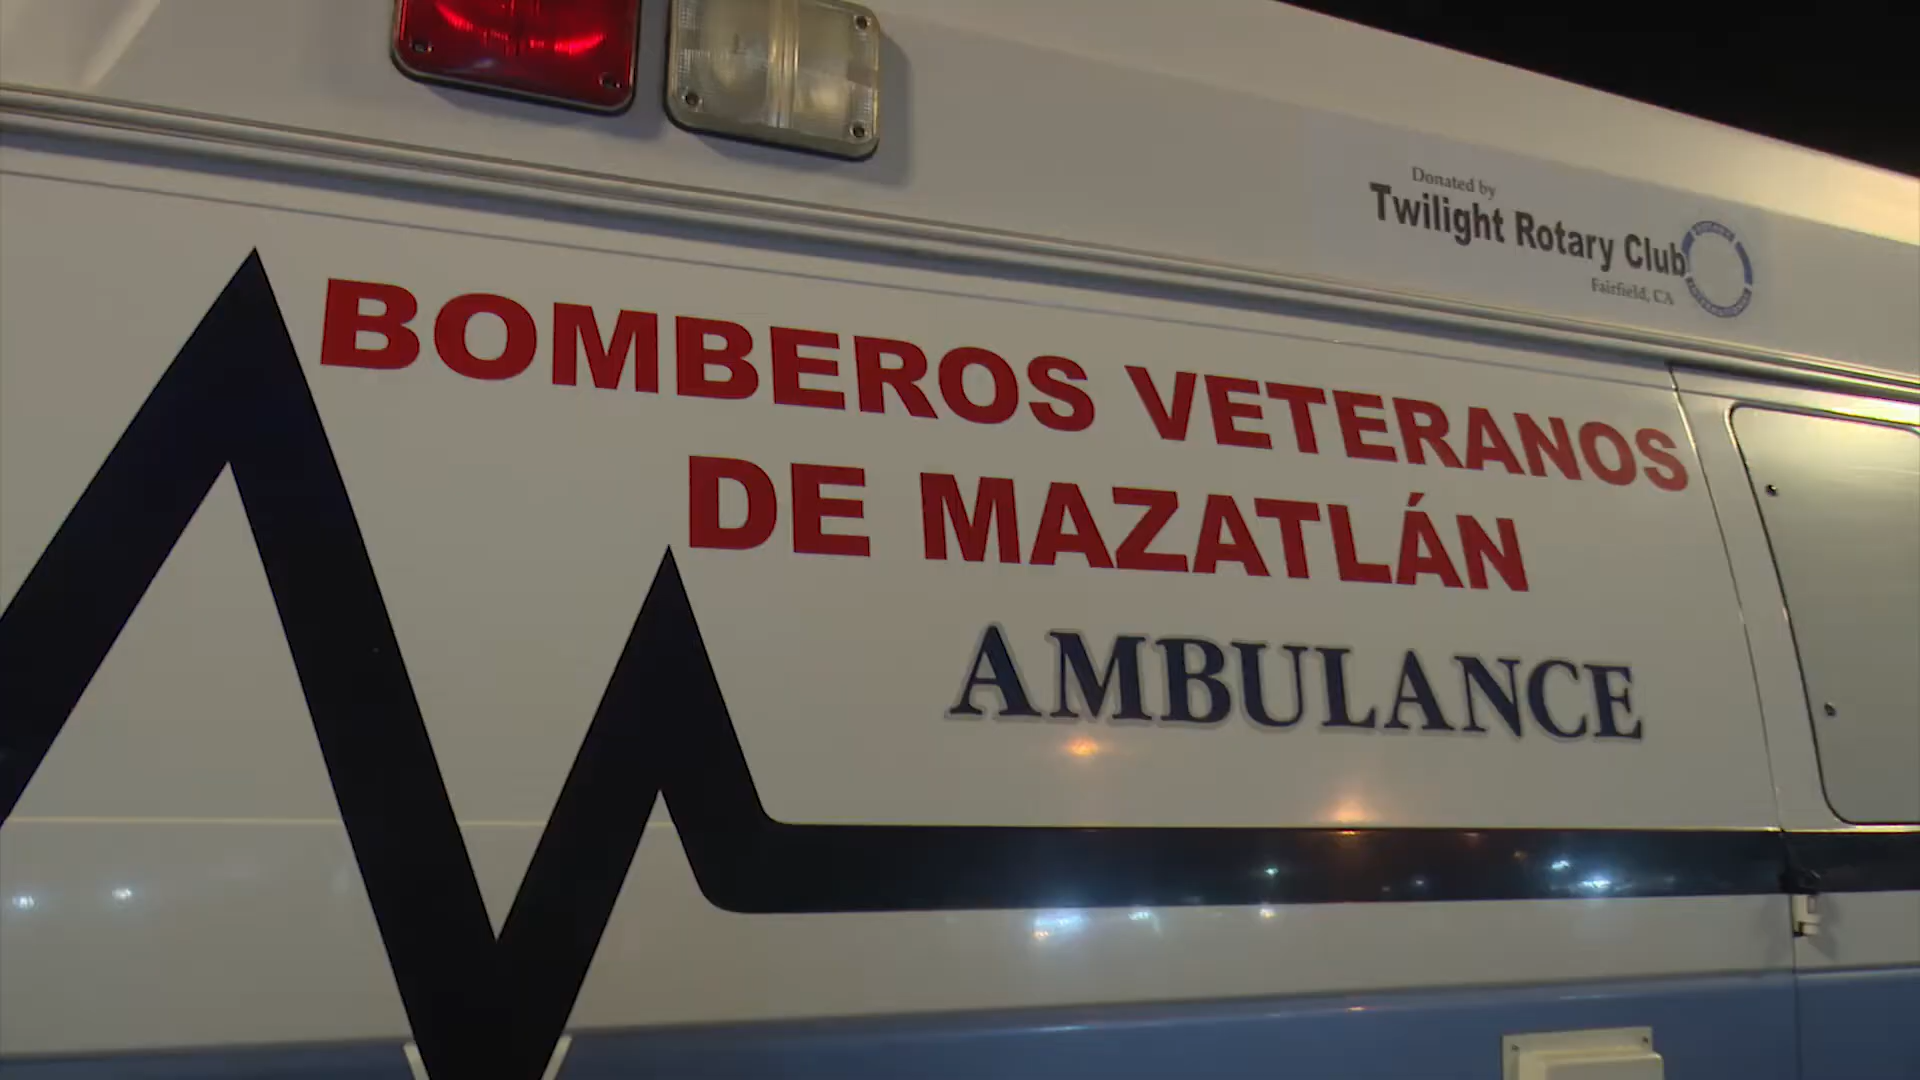 Donated by
Twilight Rotary Club
Fairfield, CA
BOMBEROS VETERANOS
DE MAZATLÁN
AMBULANCE